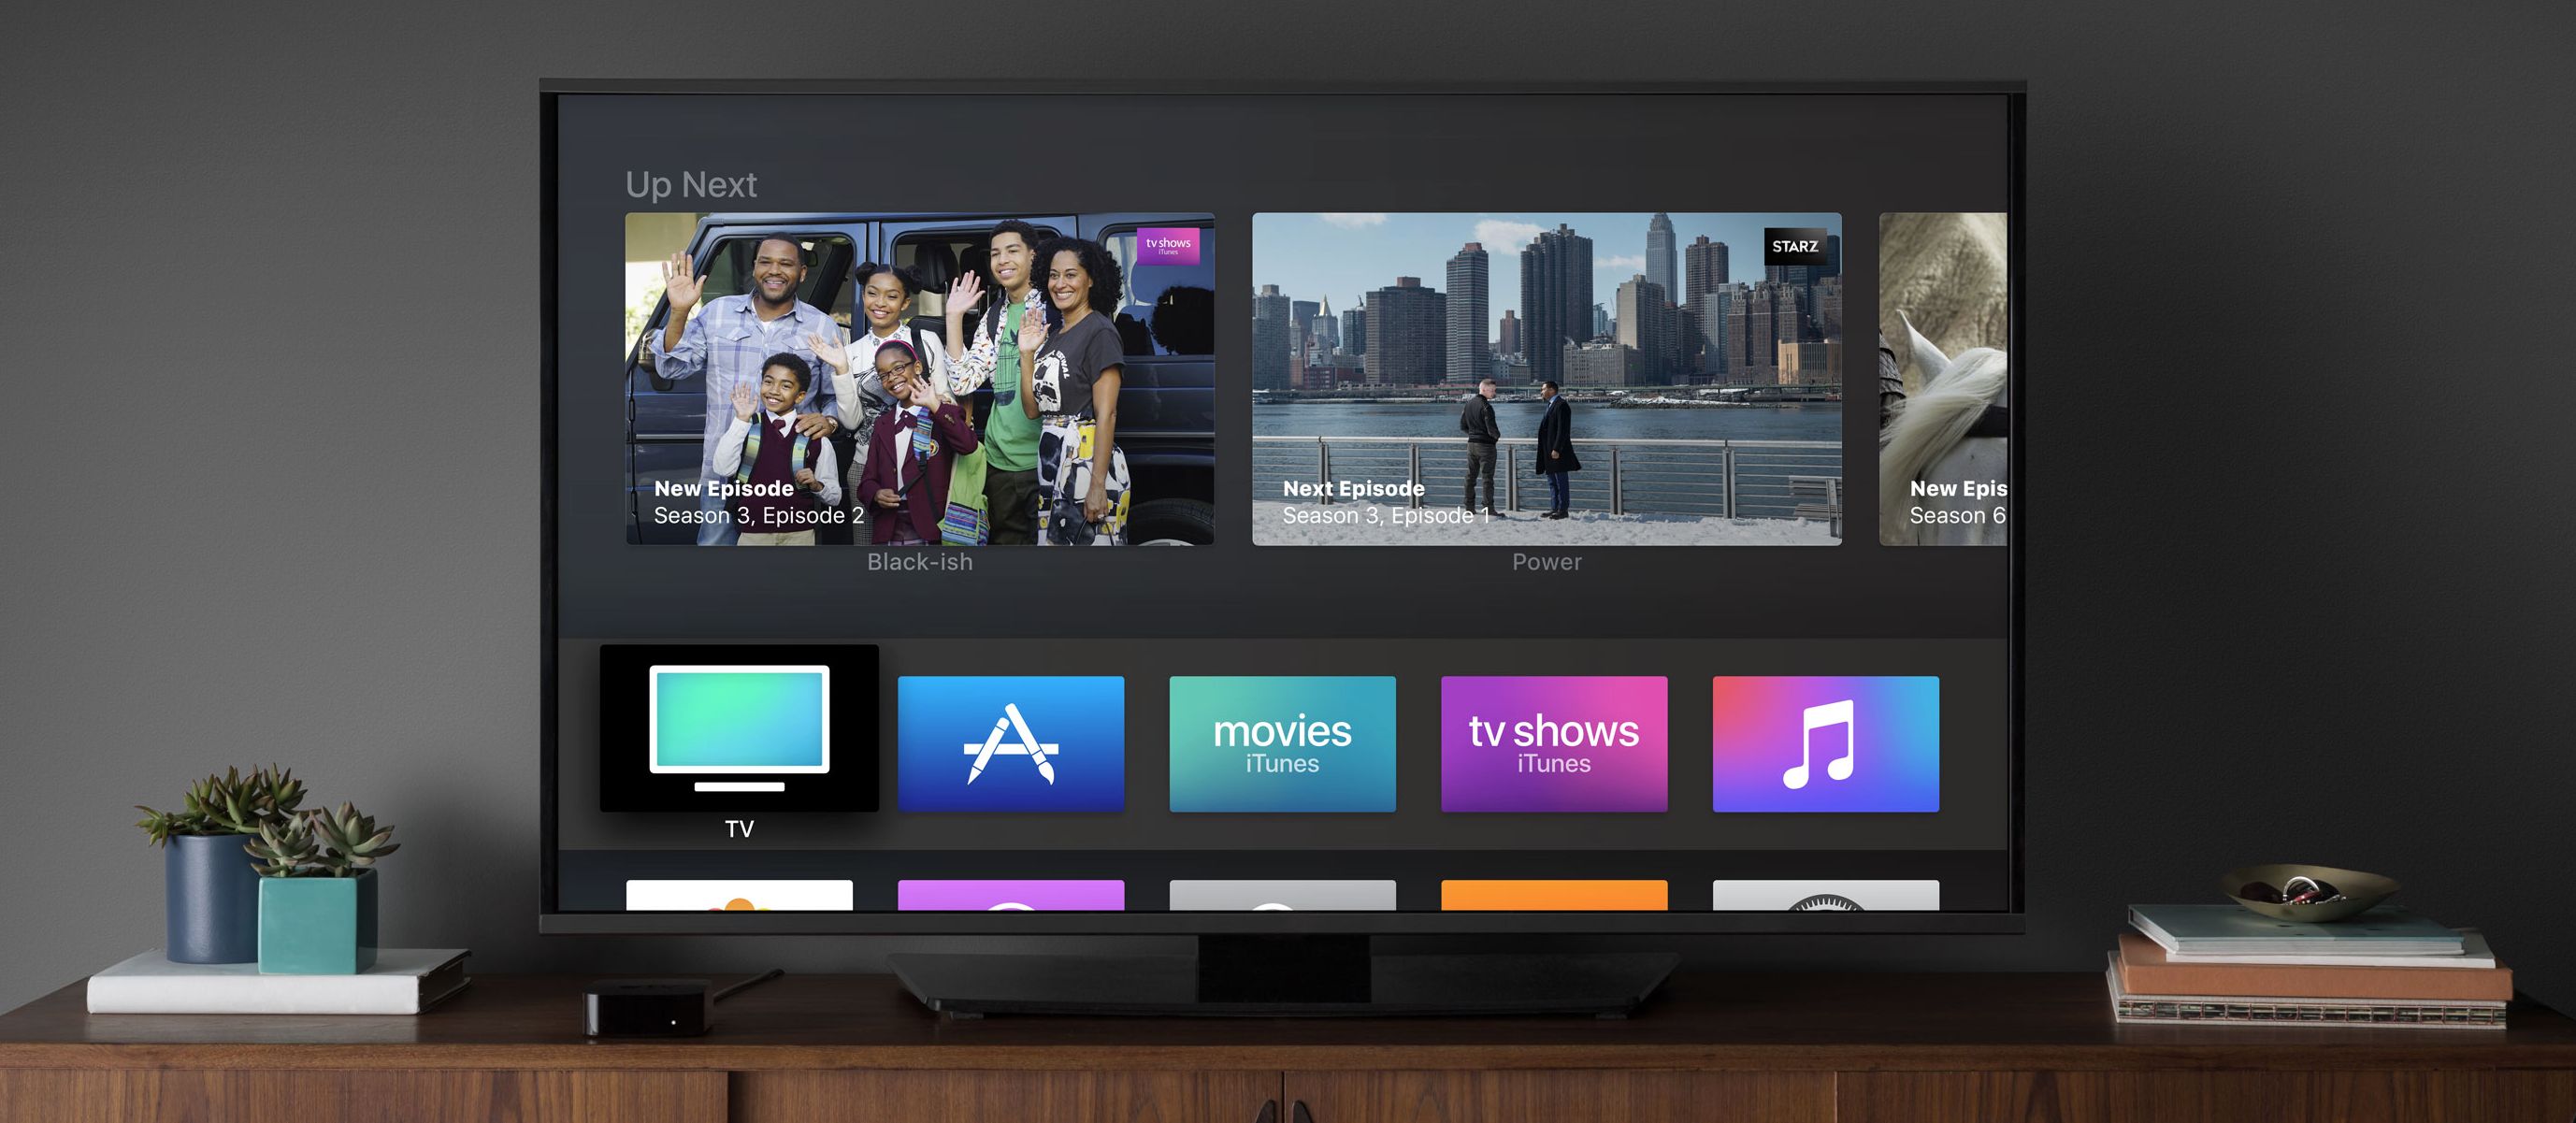 Up Next
tv shows
iTunes
STARZ
New Episode
Season 3, Episode 2
Next Episode
Season 3, Episode 1
New Epis
Season 6
Black-ish
Power
movies
iTunes
tv shows
iTunes
TV